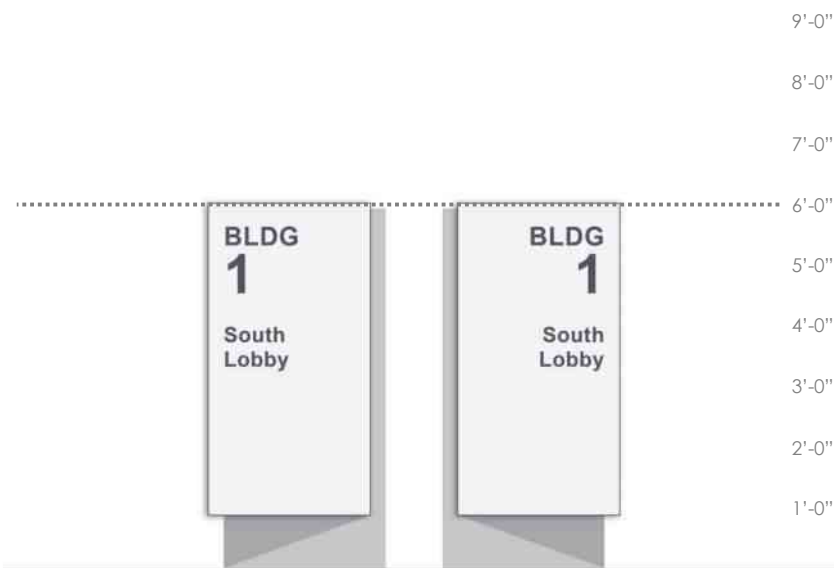 9’-0”
8’-0”
7’-0”
6’-0”
BLDG
1
South
Lobby
BLDG
1
South
Lobby
5’-0”
4’-0”
3’-0”
2’-0”
1’-0”